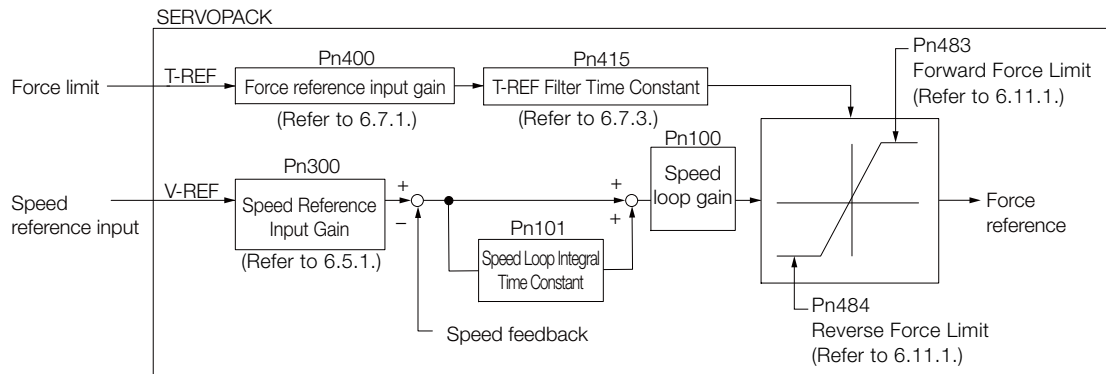 SERVOPACK
Force limit
T-REF
Pn400
Force reference input gain
(Refer to 6.7.1.)
Pn415
T-REF Filter Time Constant
(Refer to 6.7.3.)
Pn483
Forward Force Limit
(Refer to 6.11.1.)
Speed
reference input
V-REF
Pn300
Speed Reference
Input Gain
(Refer to 6.5.1.)
+
−
Pn101
Speed Loop Integral
Time Constant
+
+
Pn100
Speed
loop gain
Force
reference
Speed feedback
Pn484
Reverse Force Limit
(Refer to 6.11.1.)